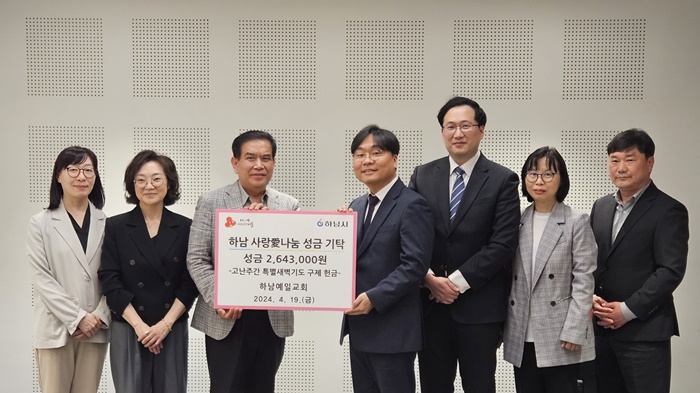 하남시
하남 사랑愛나눔 성금 기탁
성금 2,643,000원
-고난주간 특별새벽기도 구제 헌금-
하남예일교회
2024. 4. 19.(금)